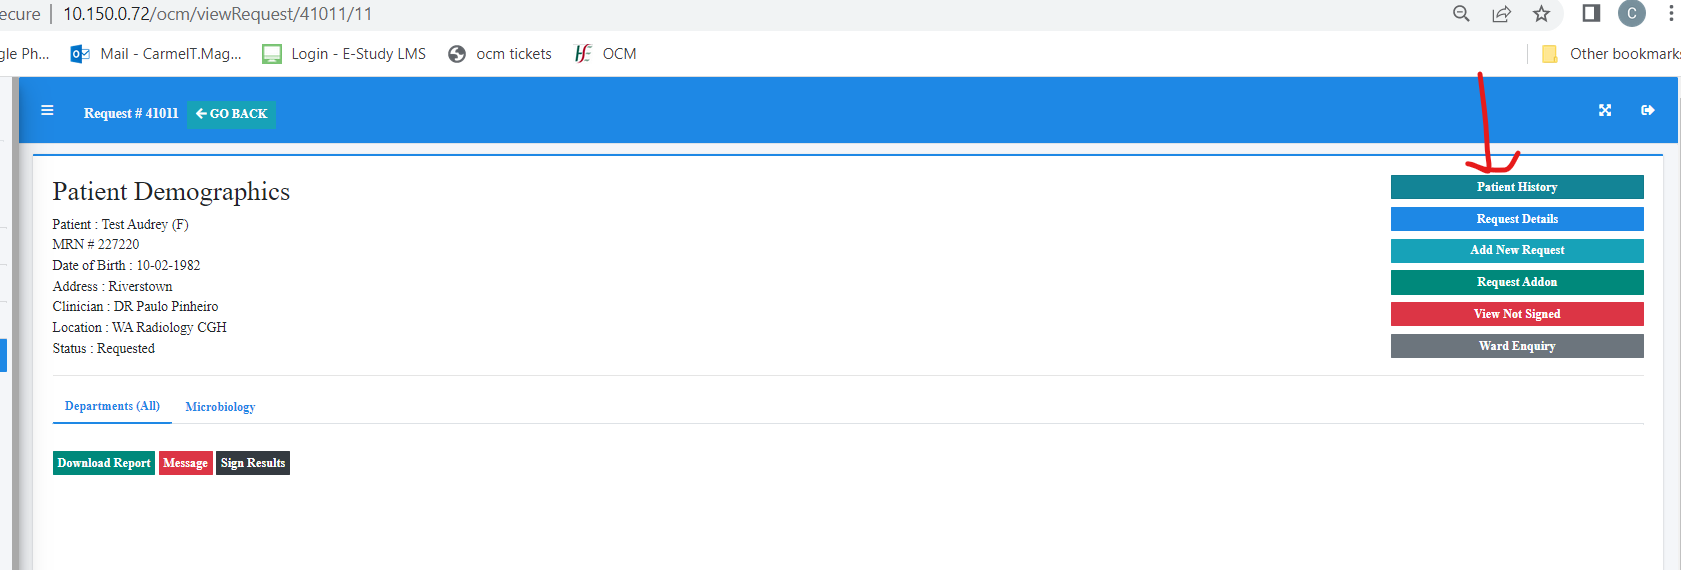 ecure | 10.150.0.72/ocm/viewRequest/41011/11
C
gle Ph... Mail - CarmelT.Mag... Login - E-Study LMS ocm tickets OCM Other bookmarks
Request # 41011 GO BACK
Patient Demographics
Patient : Test Audrey (F)
MRN # 227220
Date of Birth : 10-02-1982
Address : Riverstown
Clinician : DR Paulo Pinheiro
Location : WA Radiology CGH
Status : Requested
Patient History
Request Details
Add New Request
Request Addon
View Not Signed
Ward Enquiry
Departments (All) Microbiology
Download Report Message Sign Results